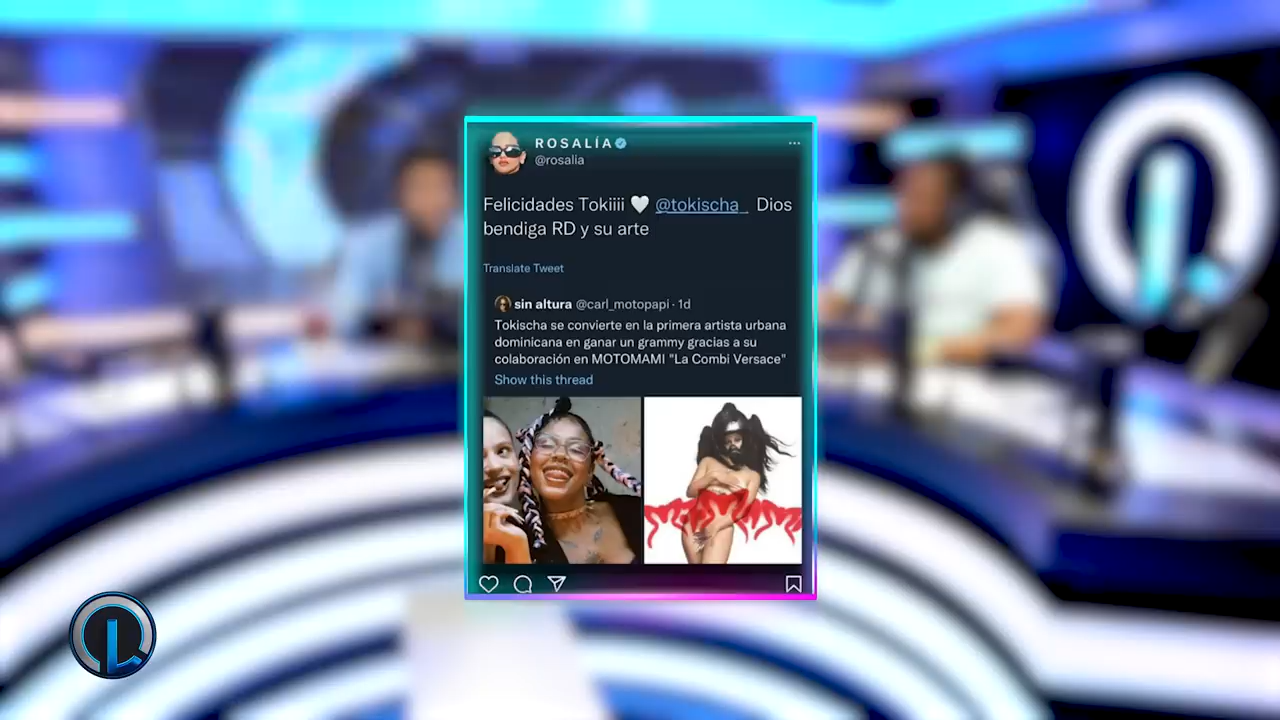 ROSALÍA
@rosalia
Felicidades Tokiiii 🤍 @tokischa_ Dios
bendiga RD y su arte
Translate Tweet
sin altura @carl_motopapi · 1d
Tokischa se convierte en la primera artista urbana
dominicana en ganar un grammy gracias a su
colaboración en MOTOMAMI "La Combi Versace"
Show this thread